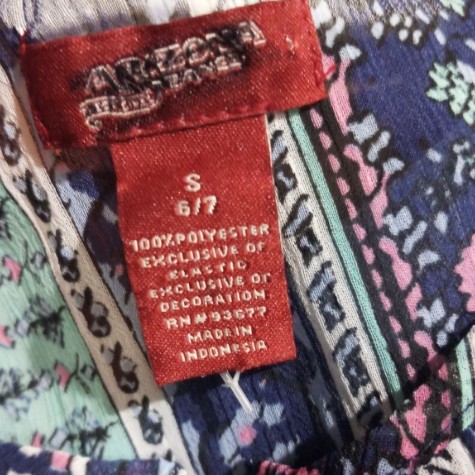 ARIZONA
S
6/7
100%POLYESTER
EXCLUSIVE OF
ELASTIC
EXCLUSIVE OF
DECORATION
RN#93677
MADE IN
INDONESIA